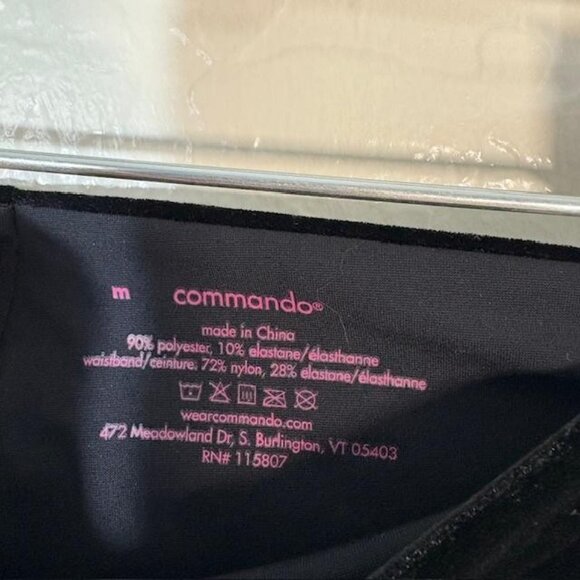 m commando®
made in China
90% polyester, 10% elastane/élasthanne
waistband/ceinture: 72% nylon, 28% elastane/élasthanne
wearcommando.com
472 Meadowland Dr, S. Burlington, VT 05403
RN# 115807